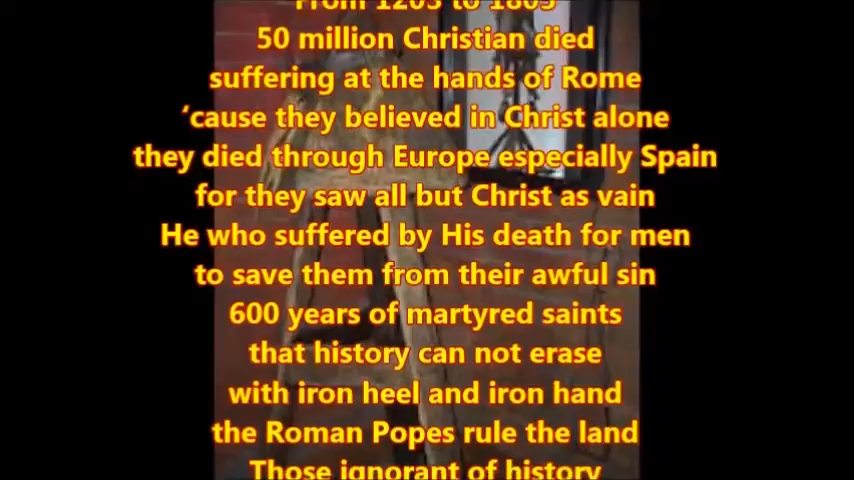 From 1203 to 1805
50 million Christian died
suffering at the hands of Rome
‘cause they believed in Christ alone
they died through Europe especially Spain
for they saw all but Christ as vain
He who suffered by His death for men
to save them from their awful sin
600 years of martyred saints
that history can not erase
with iron heel and iron hand
the Roman Popes rule the land
Those ignorant of history